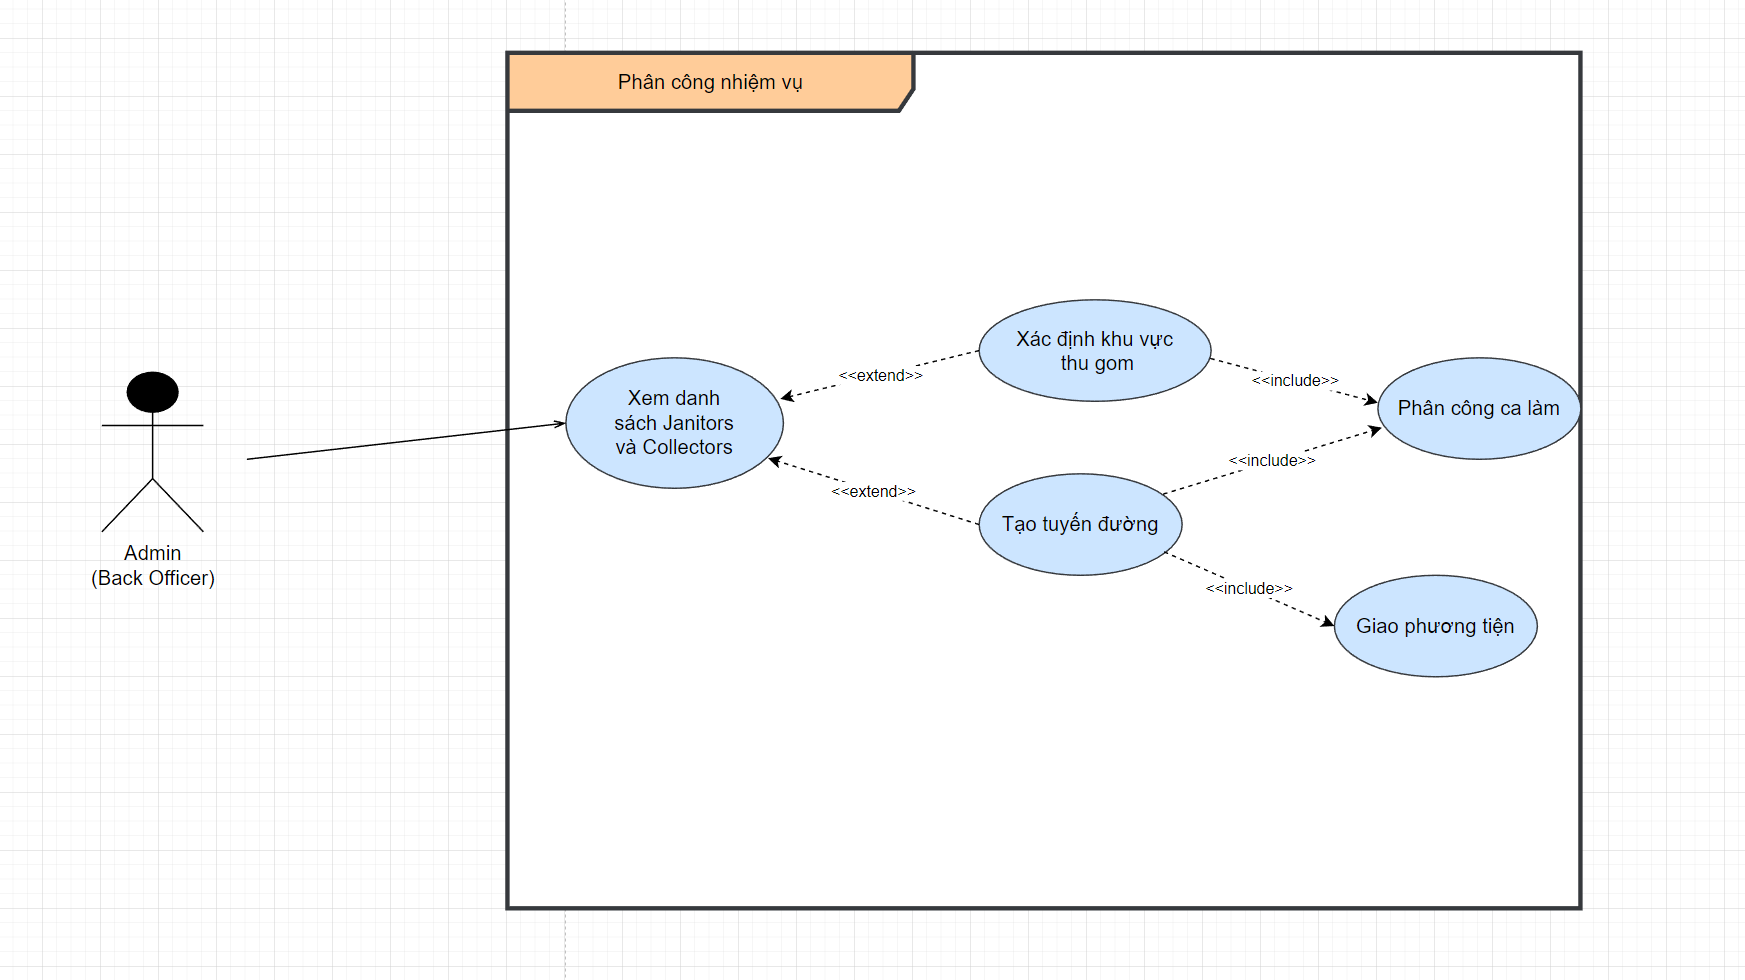 Phân công nhiệm vụ
Xác định khu vực
thu gom
<<extend>>
<<include>>
Xem danh
sách Janitors
và Collectors
Phân công ca làm
<<include>>
<<extend>>
Tạo tuyến đường
<<include>>
Giao phương tiện
Admin
(Back Officer)